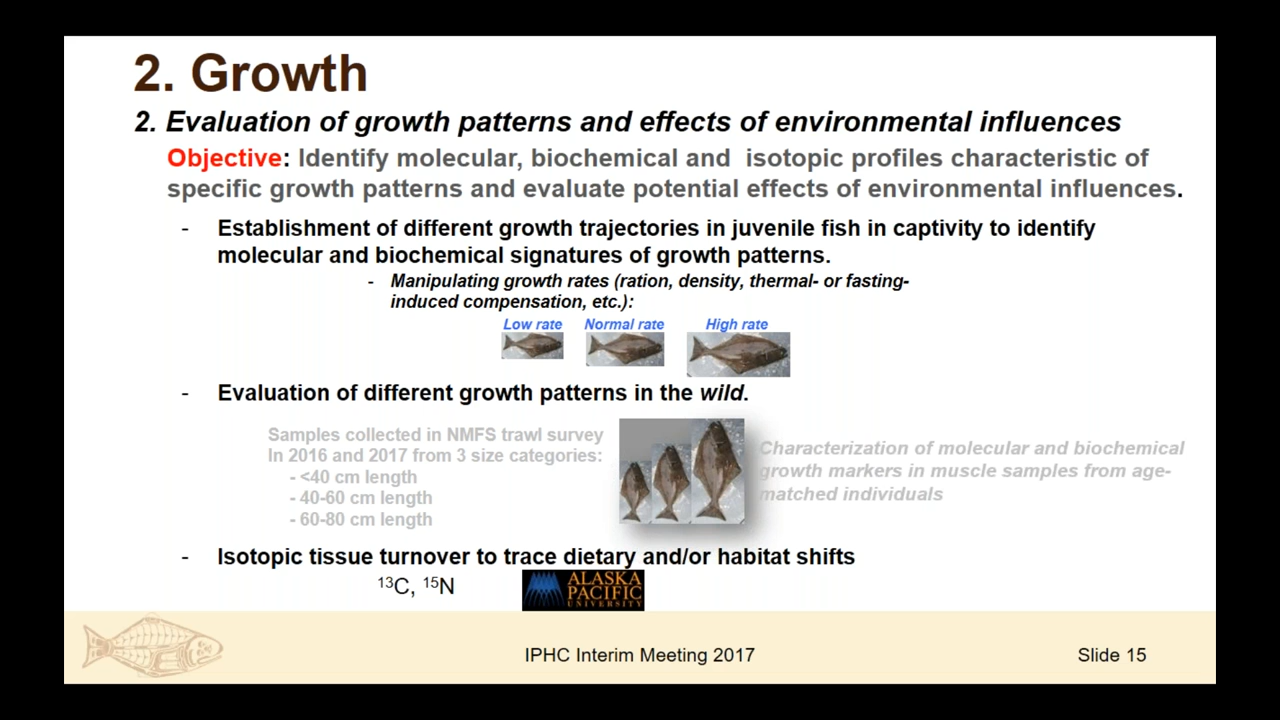 2. Growth
2. Evaluation of growth patterns and effects of environmental influences
Objective: Identify molecular, biochemical and isotopic profiles characteristic of
specific growth patterns and evaluate potential effects of environmental influences.
- Establishment of different growth trajectories in juvenile fish in captivity to identify
molecular and biochemical signatures of growth patterns.
- Manipulating growth rates (ration, density, thermal- or fasting-
induced compensation, etc.):
Low rate Normal rate High rate
- Evaluation of different growth patterns in the wild.
Samples collected in NMFS trawl survey
In 2016 and 2017 from 3 size categories:
- <40 cm length
- 40-60 cm length
- 60-80 cm length
Characterization of molecular and biochemical
growth markers in muscle samples from age-
matched individuals
- Isotopic tissue turnover to trace dietary and/or habitat shifts
¹³C, ¹⁵N
ALASKA
PACIFIC
UNIVERSITY
IPHC Interim Meeting 2017
Slide 15